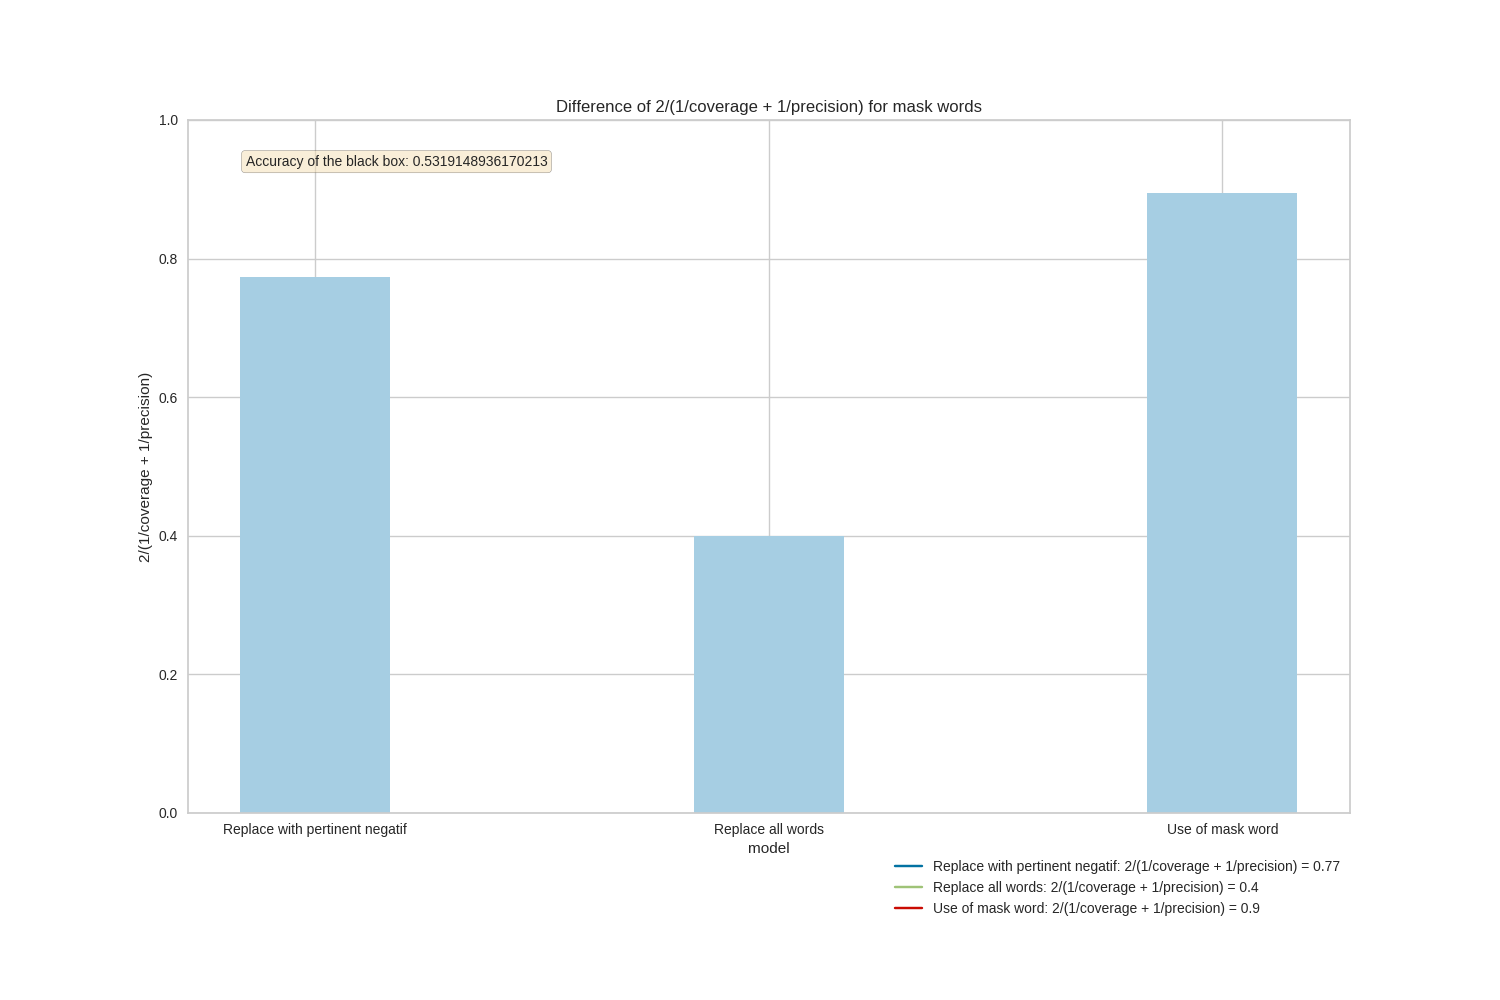 Difference of 2/(1/coverage + 1/precision) for mask words
1.0
Accuracy of the black box: 0.5319148936170213
0.8
0.6
2/(1/coverage + 1/precision)
0.4
0.2
0.0
Replace with pertinent negatif
Replace all words
Use of mask word
model
Replace with pertinent negatif: 2/(1/coverage + 1/precision) = 0.77
Replace all words: 2/(1/coverage + 1/precision) = 0.4
Use of mask word: 2/(1/coverage + 1/precision) = 0.9